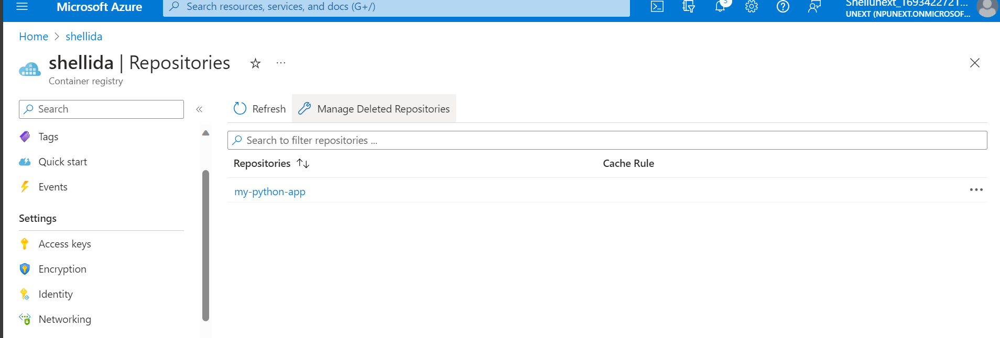 Microsoft Azure
Search resources, services, and docs (G+/)
3
Shellunext_1693422721...
UNEXT (NPUNEXT.ONMICROSOF...
Home > shellida
shellida | Repositories
...
Container registry
Search
«
Refresh
Manage Deleted Repositories
Tags
Search to filter repositories ...
Quick start
Repositories ↑↓
Cache Rule
Events
my-python-app
...
Settings
Access keys
Encryption
Identity
Networking